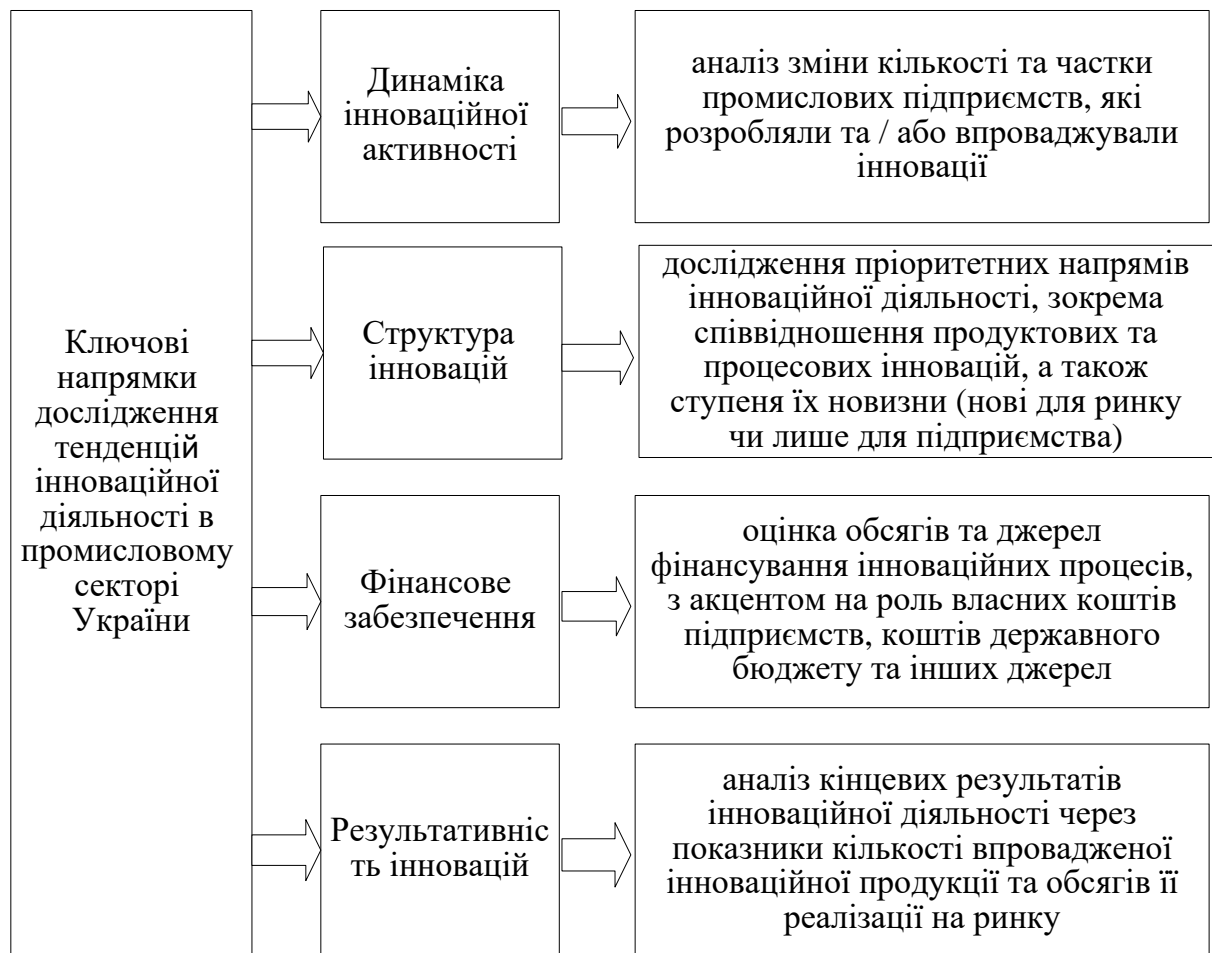 Ключові
напрямки
дослідження
тенденцій
інноваційної
діяльності в
промисловому
секторі
України
Динаміка
інноваційної
активності
аналіз зміни кількості та частки
промислових підприємств, які
розробляли та / або впроваджували
інновації
Структура
інновацій
дослідження пріоритетних напрямів
інноваційної діяльності, зокрема
співвідношення продуктових та
процесових інновацій, а також
ступеня їх новизни (нові для ринку
чи лише для підприємства)
Фінансове
забезпечення
оцінка обсягів та джерел
фінансування інноваційних процесів,
з акцентом на роль власних коштів
підприємств, коштів державного
бюджету та інших джерел
Результативніс
ть інновацій
аналіз кінцевих результатів
інноваційної діяльності через
показники кількості впровадженої
інноваційної продукції та обсягів її
реалізації на ринку